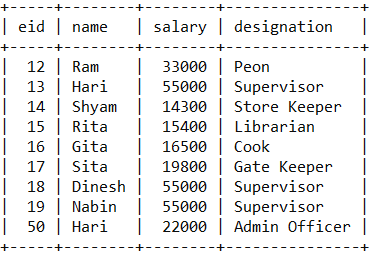 +-----+--------+--------+---------------+
| eid | name   | salary | designation   |
+-----+--------+--------+---------------+
|  12 | Ram    |  33000 | Peon          |
|  13 | Hari   |  55000 | Supervisor    |
|  14 | Shyam  |  14300 | Store Keeper  |
|  15 | Rita   |  15400 | Librarian     |
|  16 | Gita   |  16500 | Cook          |
|  17 | Sita   |  19800 | Gate Keeper   |
|  18 | Dinesh |  55000 | Supervisor    |
|  19 | Nabin  |  55000 | Supervisor    |
|  50 | Hari   |  22000 | Admin Officer |
+-----+--------+--------+---------------+